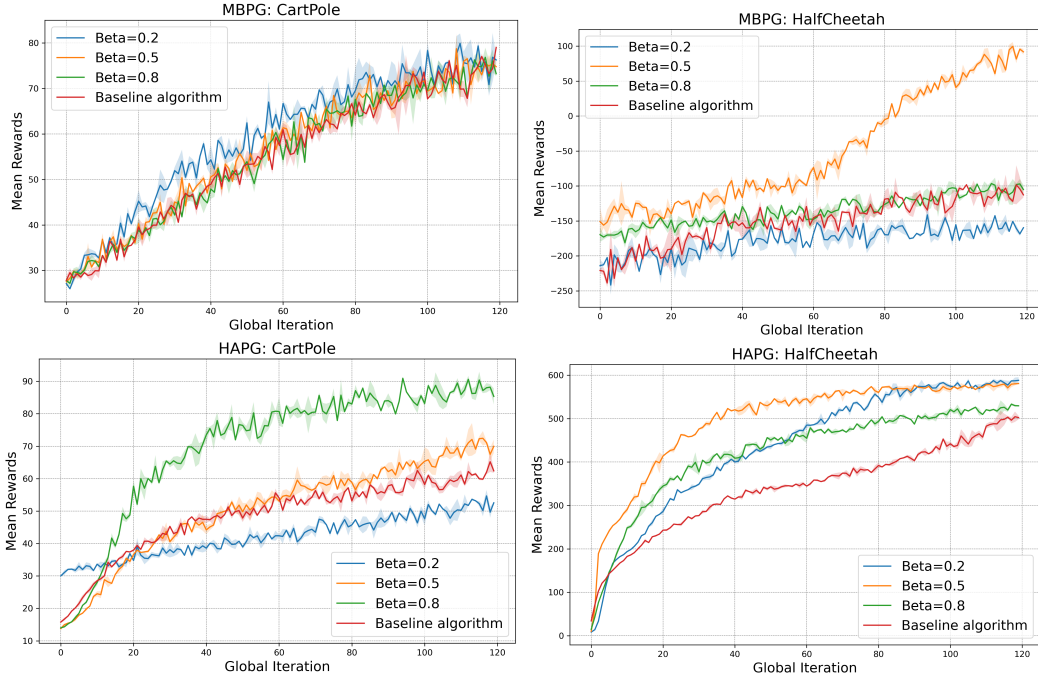 MBPG: CartPole
Mean Rewards
80
70
60
50
40
30
Beta=0.2
Beta=0.5
Beta=0.8
Baseline algorithm
0 20 40 60 80 100 120
Global Iteration
MBPG: HalfCheetah
Mean Rewards
100
50
0
−50
−100
−150
−200
−250
Beta=0.2
Beta=0.5
Beta=0.8
Baseline algorithm
0 20 40 60 80 100 120
Global Iteration
HAPG: CartPole
Mean Rewards
90
80
70
60
50
40
30
20
10
Beta=0.2
Beta=0.5
Beta=0.8
Baseline algorithm
0 20 40 60 80 100 120
Global Iteration
HAPG: HalfCheetah
Mean Rewards
600
500
400
300
200
100
0
Beta=0.2
Beta=0.5
Beta=0.8
Baseline algorithm
0 20 40 60 80 100 120
Global Iteration